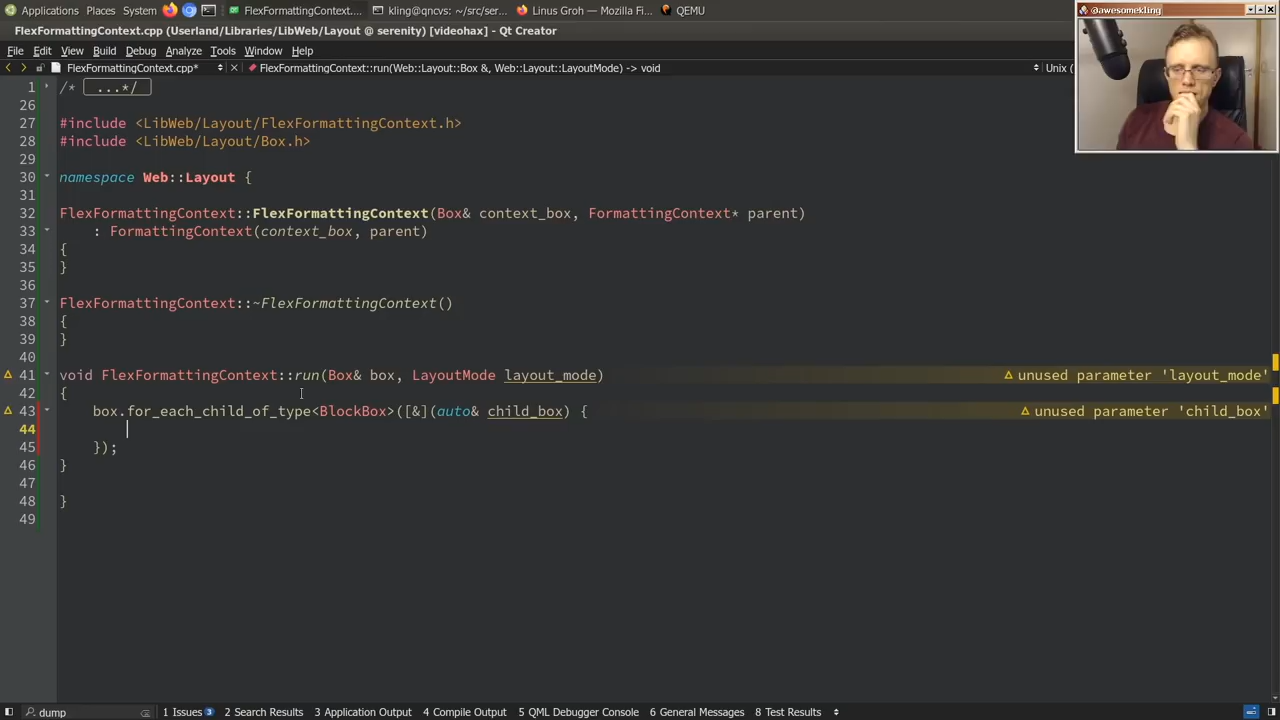 Applications Places System FlexFormattingContext.… kling@qncvs: ~/src/ser… Linus Groh — Mozilla Fi… QEMU
@awesomekling
FlexFormattingContext.cpp (Userland/Libraries/LibWeb/Layout @ serenity) [videohax] - Qt Creator
File Edit View Build Debug Analyze Tools Window Help
FlexFormattingContext.cpp* FlexFormattingContext::run(Web::Layout::Box &, Web::Layout::LayoutMode) -> void Unix (
1 /* ...*/
26
27 #include <LibWeb/Layout/FlexFormattingContext.h>
28 #include <LibWeb/Layout/Box.h>
29
30 namespace Web::Layout {
31
32 FlexFormattingContext::FlexFormattingContext(Box& context_box, FormattingContext* parent)
33 : FormattingContext(context_box, parent)
34 {
35 }
36
37 FlexFormattingContext::~FlexFormattingContext()
38 {
39 }
40
41 void FlexFormattingContext::run(Box& box, LayoutMode layout_mode) unused parameter 'layout_mode'
42 {
43 box.for_each_child_of_type<BlockBox>([&](auto& child_box) { unused parameter 'child_box'
44
45 });
46 }
47
48 }
49
dump 1 Issues 3 2 Search Results 3 Application Output 4 Compile Output 5 QML Debugger Console 6 General Messages 8 Test Results